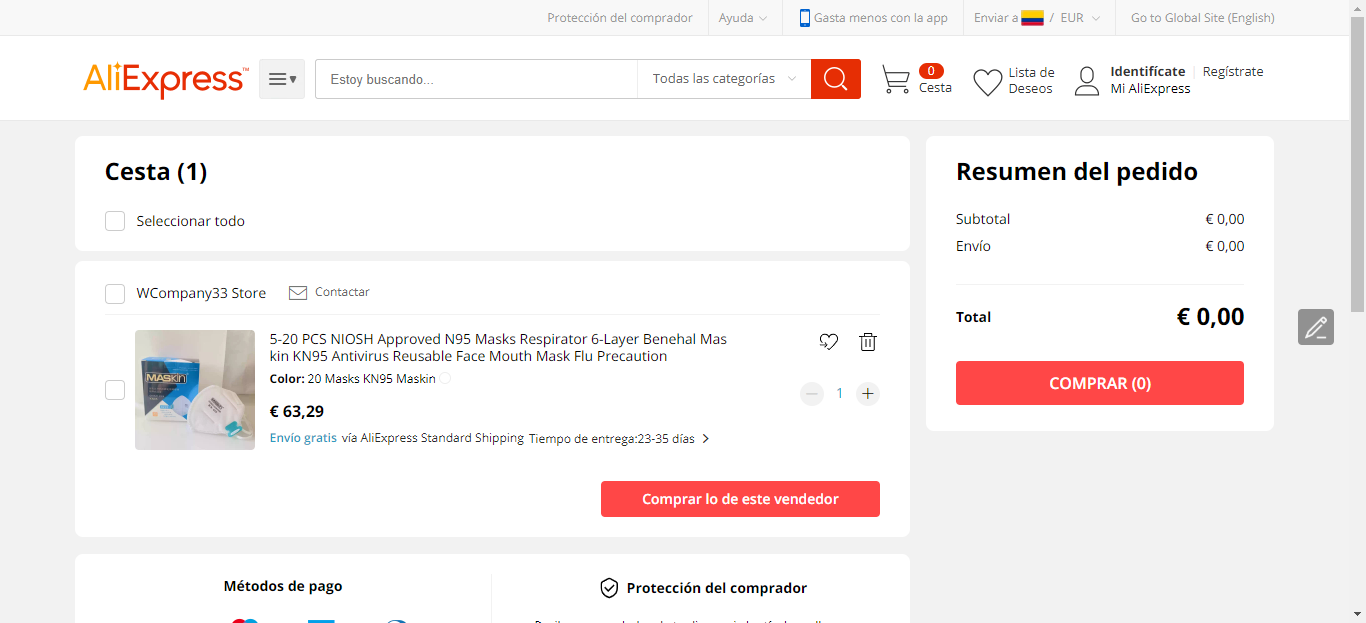 Protección del comprador
Ayuda
Gasta menos con la app
Enviar a / EUR
Go to Global Site (English)
AliExpress™
Estoy buscando...
Todas las categorías
0
Cesta
Lista de
Deseos
Identifícate
Regístrate
Mi AliExpress
Cesta (1)
Seleccionar todo
WCompany33 Store
Contactar
MASKIN
5-20 PCS NIOSH Approved N95 Masks Respirator 6-Layer Benehal Mas
kin KN95 Antivirus Reusable Face Mouth Mask Flu Precaution
Color: 20 Masks KN95 Maskin
€ 63,29
1
Envío gratis vía AliExpress Standard Shipping Tiempo de entrega:23-35 días
Comprar lo de este vendedor
Resumen del pedido
Subtotal € 0,00
Envío € 0,00
Total € 0,00
COMPRAR (0)
Métodos de pago
Protección del comprador